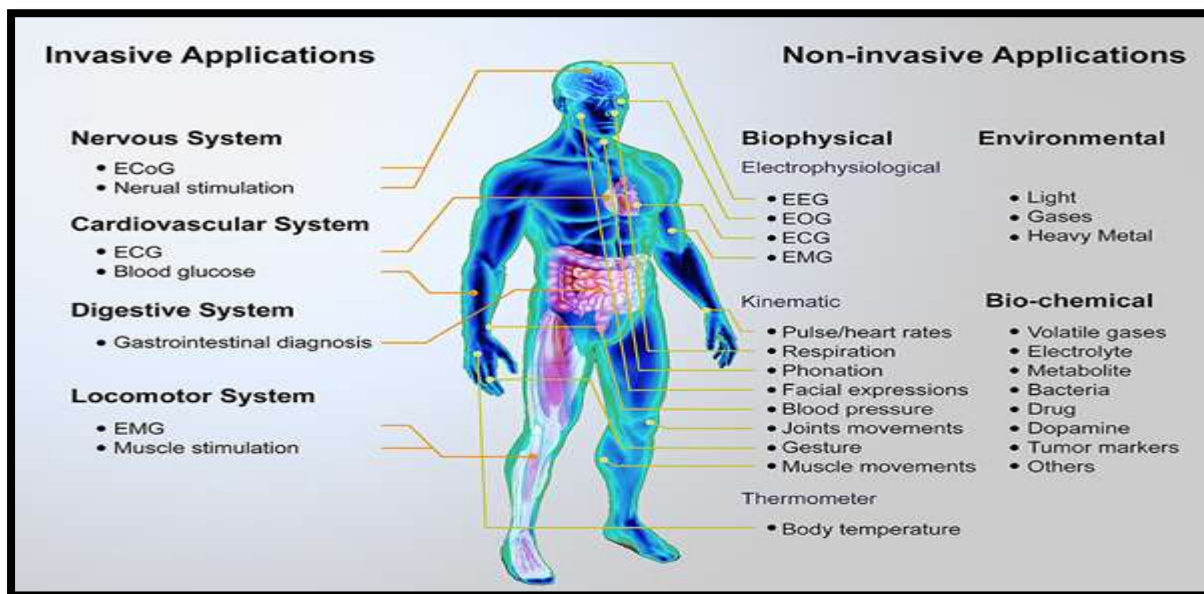 Invasive Applications
Nervous System
• ECoG
• Nerual stimulation
Cardiovascular System
• ECG
• Blood glucose
Digestive System
• Gastrointestinal diagnosis
Locomotor System
• EMG
• Muscle stimulation
Non-invasive Applications
Biophysical
Electrophysiological
• EEG
• EOG
• ECG
• EMG
Kinematic
• Pulse/heart rates
• Respiration
• Phonation
• Facial expressions
• Blood pressure
• Joints movements
• Gesture
• Muscle movements
Thermometer
• Body temperature
Environmental
• Light
• Gases
• Heavy Metal
Bio-chemical
• Volatile gases
• Electrolyte
• Metabolite
• Bacteria
• Drug
• Dopamine
• Tumor markers
• Others